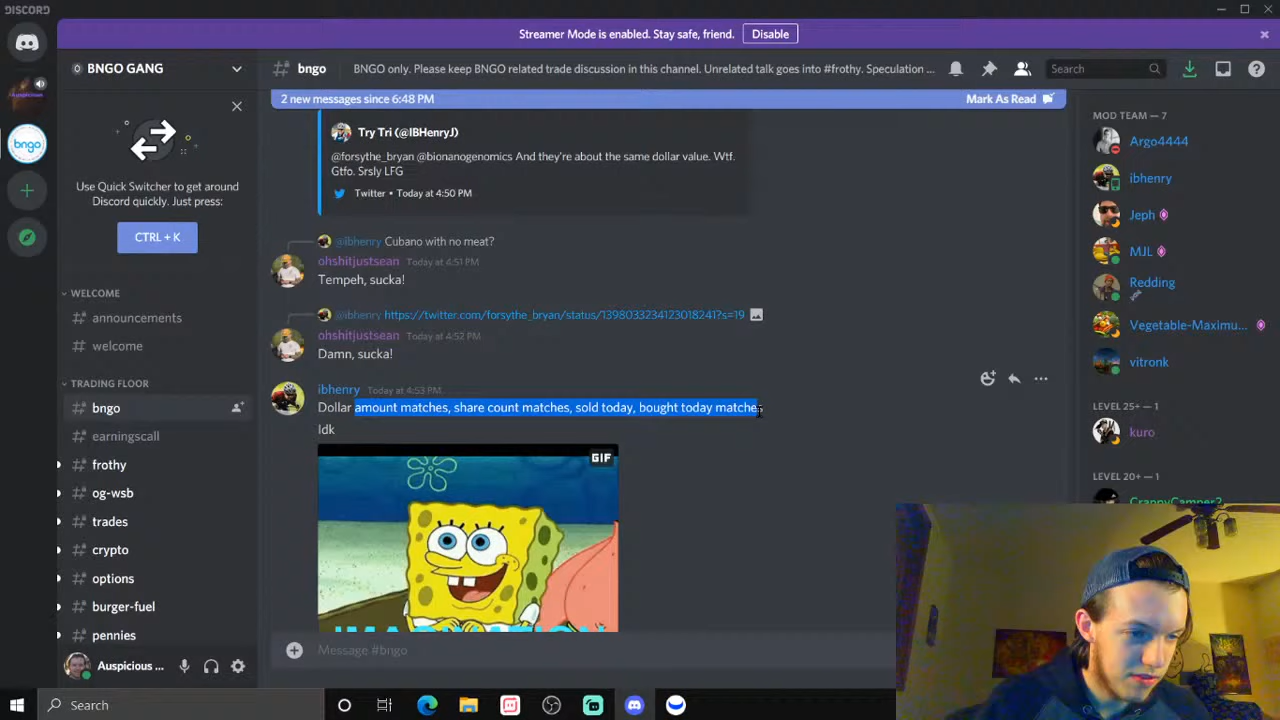 DISCORD
Streamer Mode is enabled. Stay safe, friend. Disable
BNGO GANG
# bngo BNGO only. Please keep BNGO related trade discussion in this channel. Unrelated talk goes into #frothy. Speculation ...
Search
2 new messages since 6:48 PM Mark As Read
bngo
Use Quick Switcher to get around
Discord quickly. Just press:
CTRL + K
WELCOME
# announcements
# welcome
TRADING FLOOR
# bngo
# earningscall
# frothy
# og-wsb
# trades
# crypto
# options
# burger-fuel
# pennies
Auspicious ...
Try Tri (@IBHenryJ)
@forsythe_bryan @bionanogenomics And they're about the same dollar value. Wtf.
Gtfo. Srsly LFG
Twitter • Today at 4:50 PM
@ibhenry Cubano with no meat?
ohshitjustsean Today at 4:51 PM
Tempeh, sucka!
@ibhenry https://twitter.com/forsythe_bryan/status/1398033234123018241?s=19
ohshitjustsean Today at 4:52 PM
Damn, sucka!
ibhenry Today at 4:53 PM
Dollar amount matches, share count matches, sold today, bought today matches
Idk
GIF
IMAGINATION
Message #bngo
MOD TEAM — 7
Argo4444
ibhenry
Jeph
MJL
Redding
Vegetable-Maximu...
vitronk
LEVEL 25+ — 1
kuro
LEVEL 20+ — 1
CrappyCamper2
Search